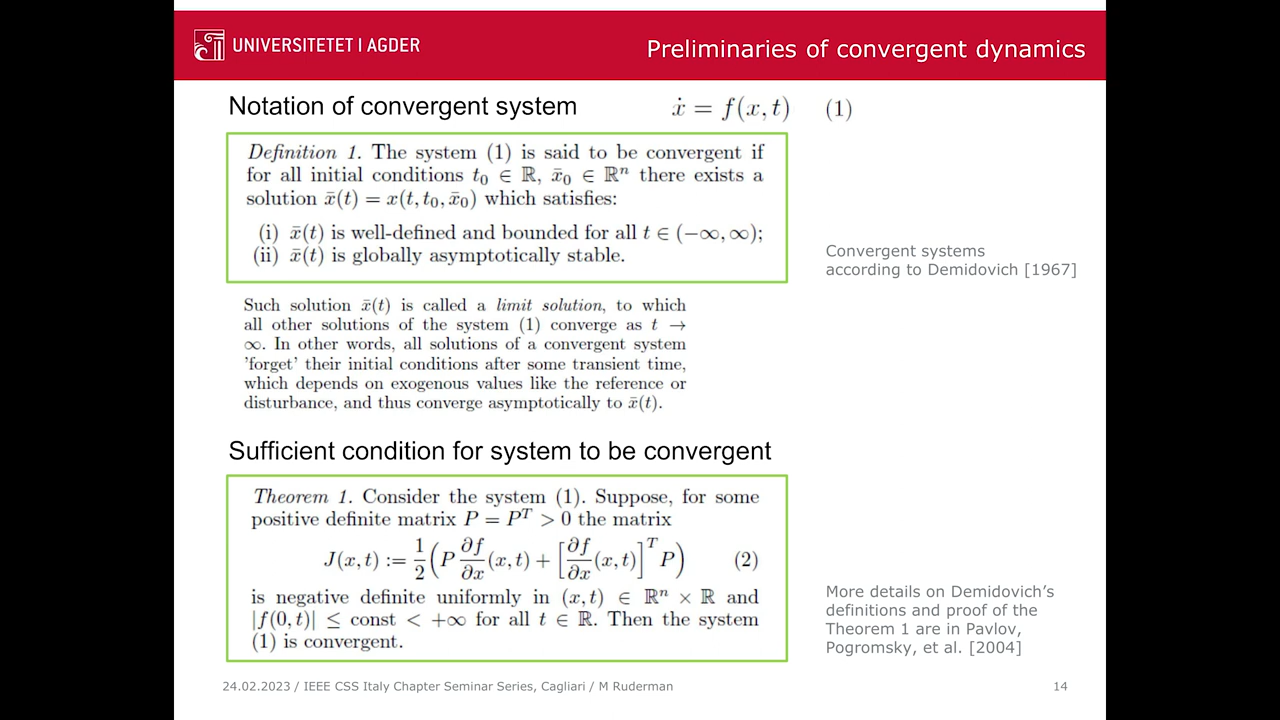 UNIVERSITETET I AGDER
Preliminaries of convergent dynamics
Notation of convergent system
ẋ = f(x, t) (1)
Definition 1. The system (1) is said to be convergent if
for all initial conditions t₀ ∈ ℝ, x̄₀ ∈ ℝⁿ there exists a
solution x̄(t) = x(t, t₀, x̄₀) which satisfies:
(i) x̄(t) is well-defined and bounded for all t ∈ (−∞, ∞);
(ii) x̄(t) is globally asymptotically stable.
Convergent systems
according to Demidovich [1967]
Such solution x̄(t) is called a limit solution, to which
all other solutions of the system (1) converge as t →
∞. In other words, all solutions of a convergent system
'forget' their initial conditions after some transient time,
which depends on exogenous values like the reference or
disturbance, and thus converge asymptotically to x̄(t).
Sufficient condition for system to be convergent
Theorem 1. Consider the system (1). Suppose, for some
positive definite matrix P = Pᵀ > 0 the matrix
J(x, t) := 1/2 (P ∂f/∂x (x, t) + [∂f/∂x (x, t)]ᵀ P) (2)
is negative definite uniformly in (x, t) ∈ ℝⁿ × ℝ and
|f(0, t)| ≤ const < +∞ for all t ∈ ℝ. Then the system
(1) is convergent.
More details on Demidovich's
definitions and proof of the
Theorem 1 are in Pavlov,
Pogromsky, et al. [2004]
24.02.2023 / IEEE CSS Italy Chapter Seminar Series, Cagliari / M Ruderman
14